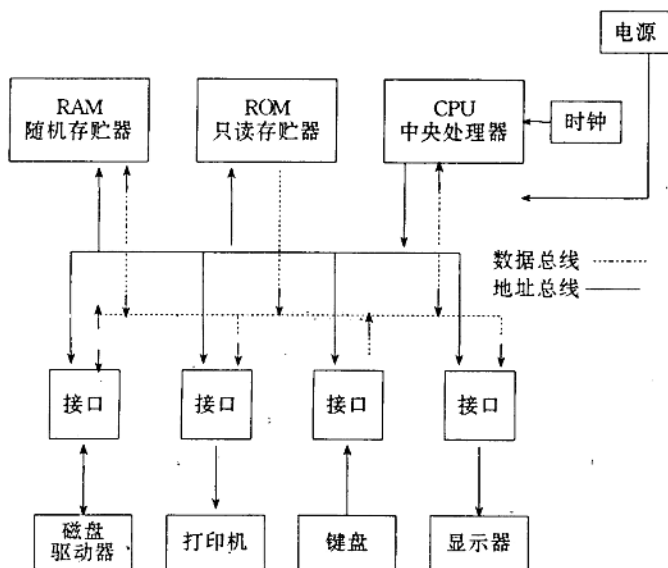 电源
RAM
随机存贮器
ROM
只读存贮器
CPU
中央处理器
时钟
数据总线
地址总线
接口
接口
接口
接口
磁盘
驱动器
打印机
键盘
显示器